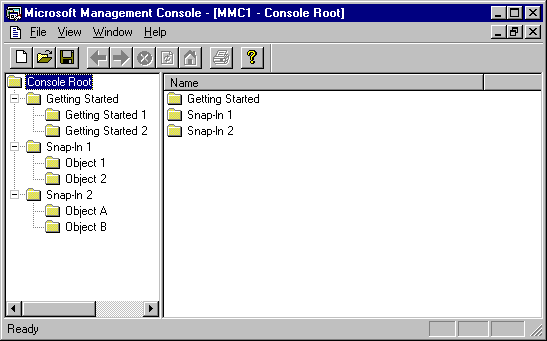 Microsoft Management Console - [MMC1 - Console Root]
File View Window Help
?
Console Root
Getting Started
Getting Started 1
Getting Started 2
Snap-In 1
Object 1
Object 2
Snap-In 2
Object A
Object B
Name
Getting Started
Snap-In 1
Snap-In 2
Ready